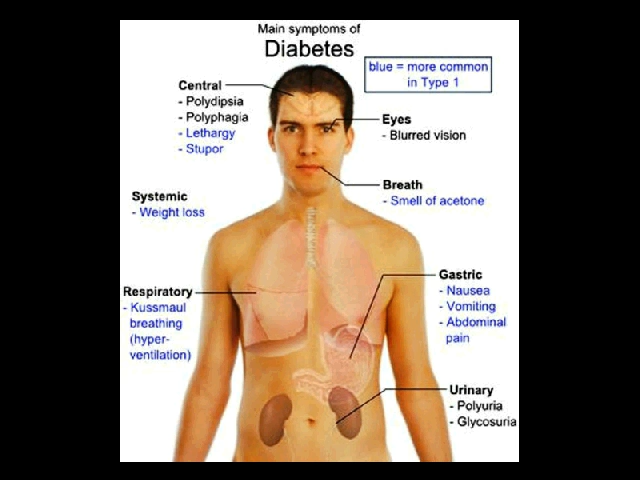 Main symptoms of
Diabetes
blue = more common
in Type 1
Central
- Polydipsia
- Polyphagia
- Lethargy
- Stupor
Eyes
- Blurred vision
Breath
- Smell of acetone
Systemic
- Weight loss
Respiratory
- Kussmaul
breathing
(hyper-
ventilation)
Gastric
- Nausea
- Vomiting
- Abdominal
pain
Urinary
- Polyuria
- Glycosuria